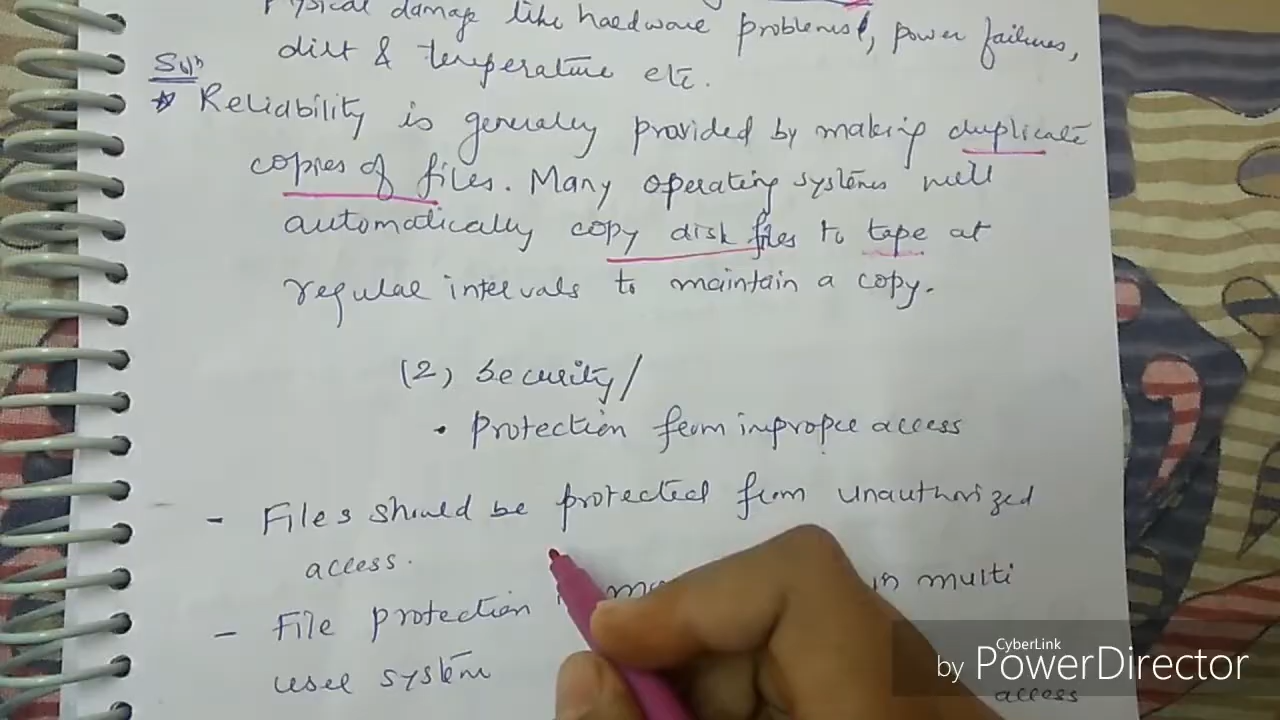 Physical damage like hardware problems, power failures,
dirt & temperature etc.
Soln
* Reliability is generally provided by making duplicate
copies of files. Many operating systems will
automatically copy disk files to tape at
regular intervals to maintain a copy.
(2) Security/
• Protection from improper access
- Files should be protected from unauthorized
access.
- File protection in multi
user system
access
CyberLink
by PowerDirector